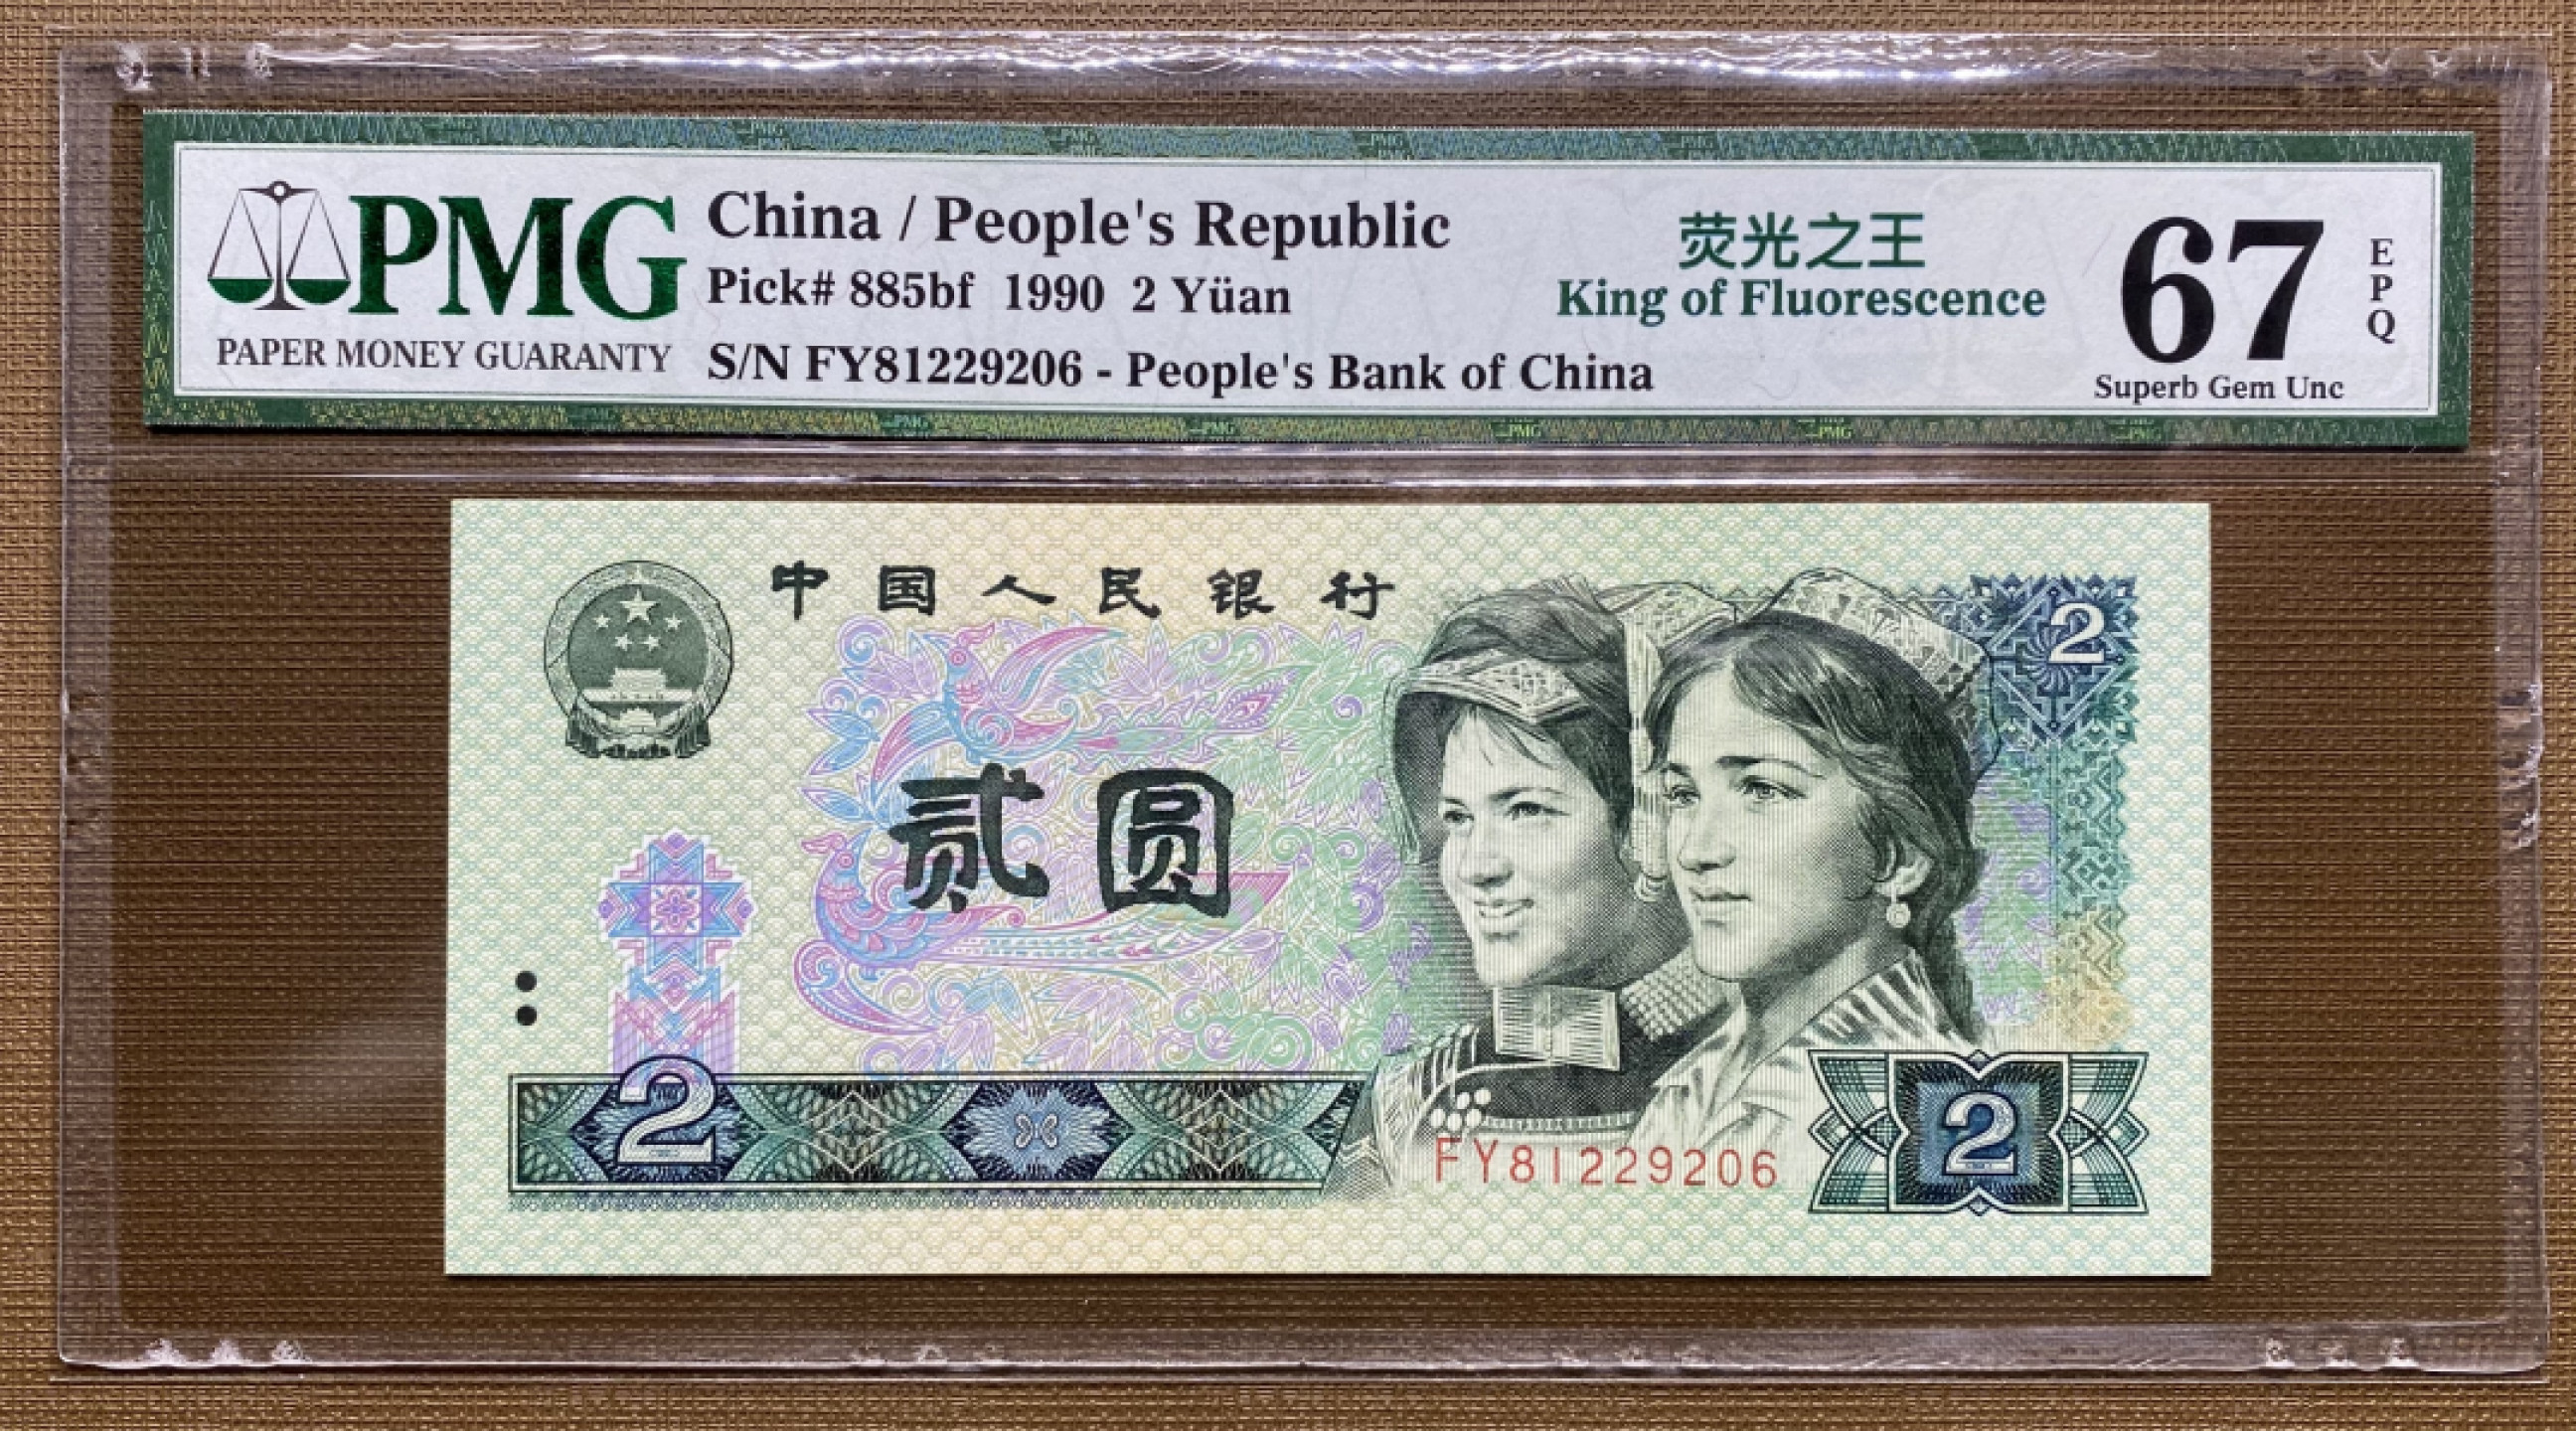 PMG
PAPER MONEY GUARANTY
China / People's Republic
Pick# 885bf 1990 2 Yüan
S/N FY81229206 - People's Bank of China
荧光之王
King of Fluorescence
67
EPQ
Superb Gem Unc
中国人民银行
2
贰圆
2
2
FY81229206